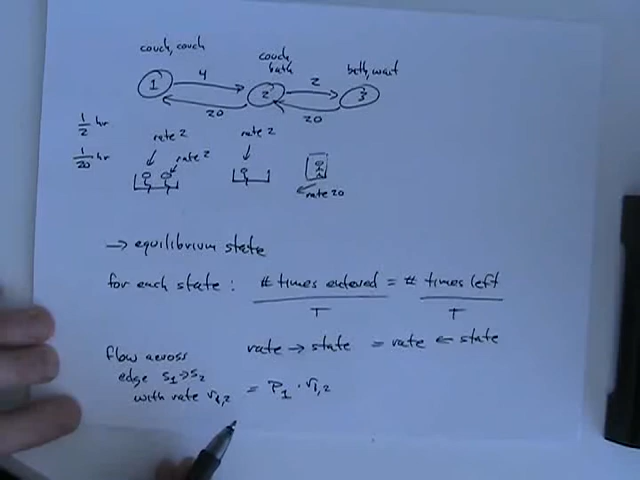 couch, couch
couch, bath
bath, wait
1 4 2 2 3
20 20
1/2 hr
rate 2 rate 2
1/20 hr
rate 2
rate 20
→ equilibrium state
for each state: # times entered / T = # times left / T
rate → state = rate ← state
flow across
edge s1→s2
with rate r1,2 = P1 · r1,2